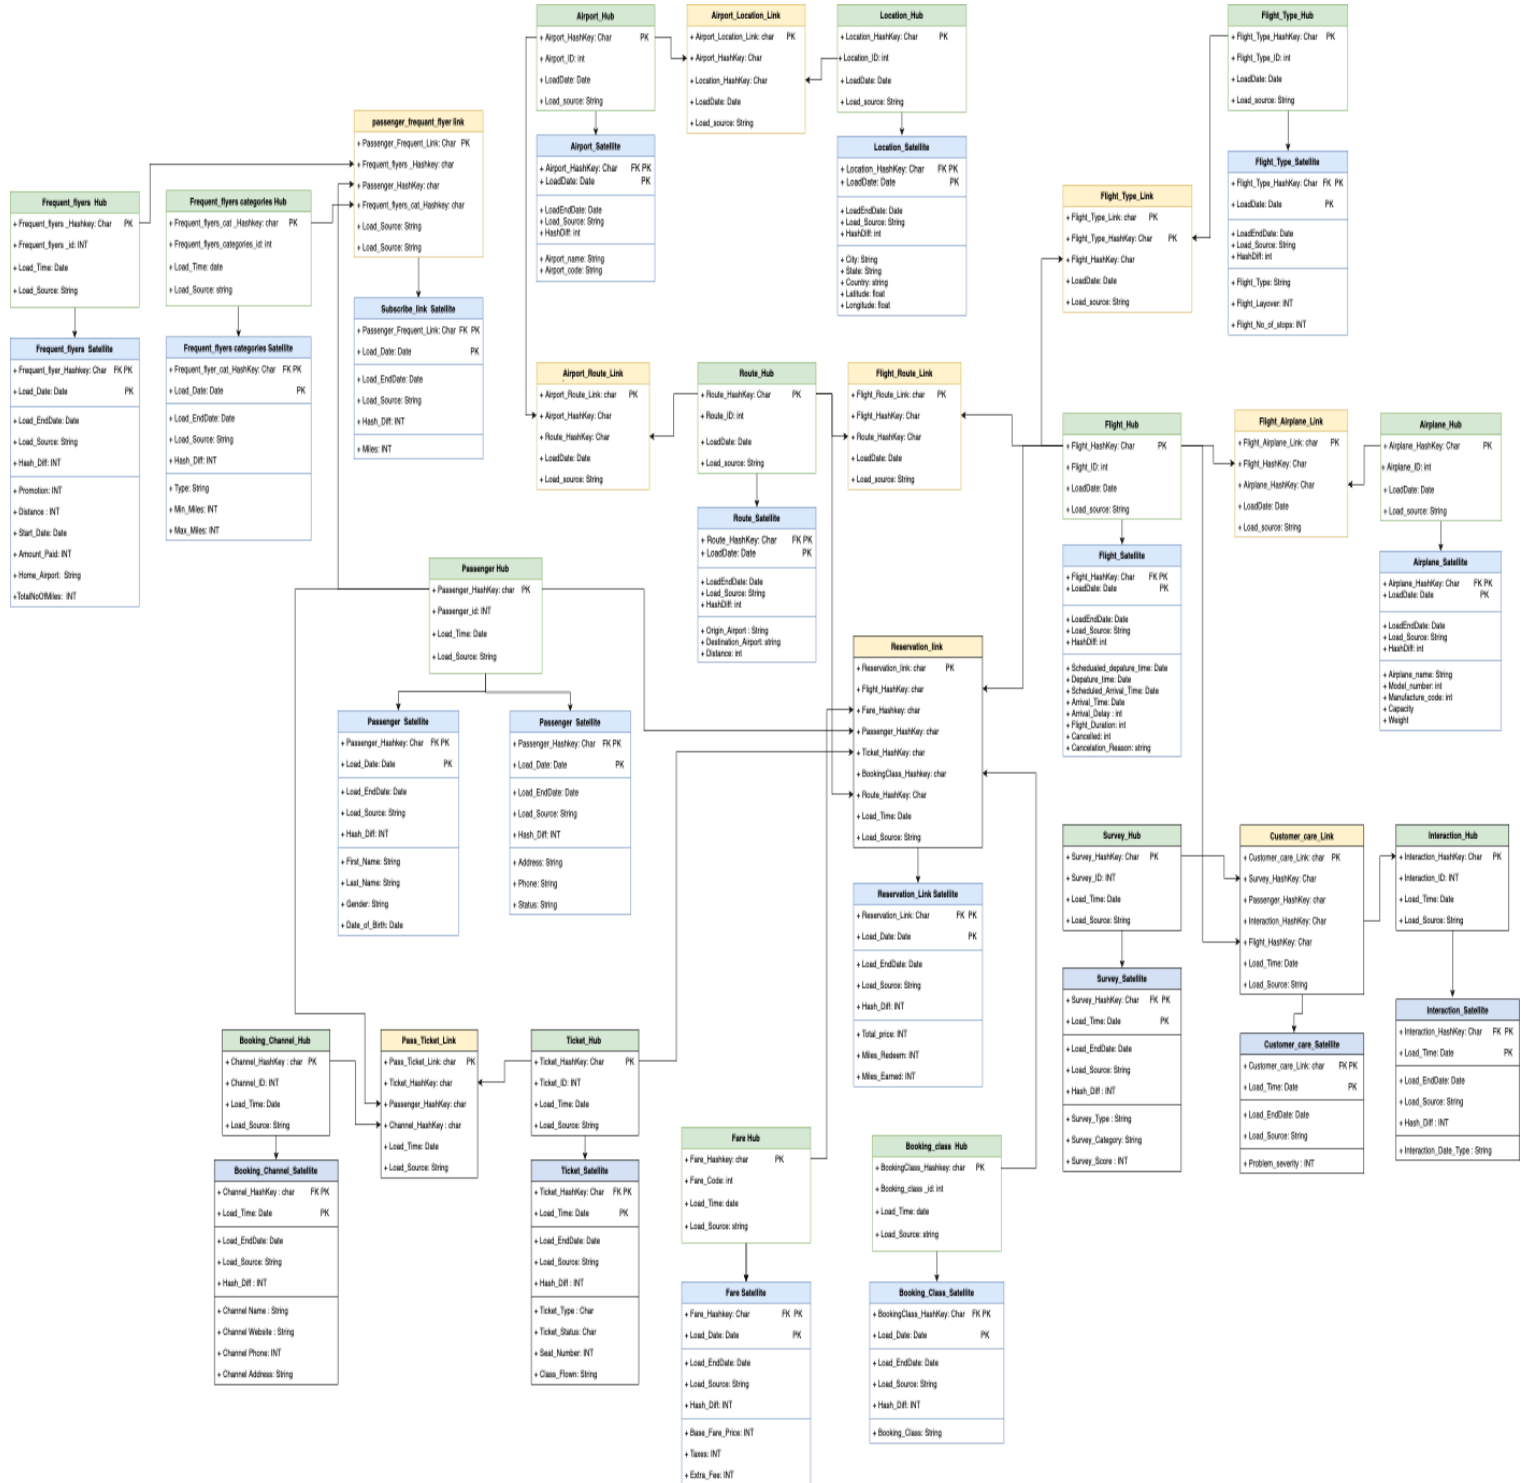 Airport_Hub
+ Airport_HashKey: Char PK
+ Airport_ID: int
+ LoadDate: Date
+ Load_source: String
Airport_Location_Link
+ Airport_Location_Link: char PK
+ Airport_HashKey: Char
+ Location_HashKey: Char
+ LoadDate: Date
+ Load_source: String
Location_Hub
+ Location_HashKey: Char PK
+ Location_ID: int
+ LoadDate: Date
+ Load_source: String
Flight_Type_Hub
+ Flight_Type_HashKey: Char PK
+ Flight_Type_ID: int
+ LoadDate: Date
+ Load_source: String
passenger_frequant_flyer link
+ Passenger_Frequent_Link: Char PK
+ Frequent_flyers _Hashkey: char
+ Passenger_HashKey: char
+ Frequent_flyers_cat_Hashkey: char
+ Load_Source: String
+ Load_Source: String
Airport_Satellite
+ Airport_HashKey: Char FK PK
+ LoadDate: Date PK
+ LoadEndDate: Date
+ Load_Source: String
+ HashDiff: int
+ Airport_name: String
+ Airport_code: String
Location_Satellite
+ Location_HashKey: Char FK PK
+ LoadDate: Date PK
+ LoadEndDate: Date
+ Load_Source: String
+ HashDiff: int
+ City: String
+ State: String
+ Country: string
+ Latitude: float
+ Longitude: float
Flight_Type_Satellite
+ Flight_Type_HashKey: Char FK PK
+ LoadDate: Date PK
+ LoadEndDate: Date
+ Load_Source: String
+ HashDiff: int
+ Flight_Type: String
+ Flight_Layover: INT
+ Flight_No_of_stops: INT
Flight_Type_Link
+ Flight_Type_Link: char PK
+ Flight_Type_HashKey: Char PK
+ Flight_HashKey: Char
+ LoadDate: Date
+ Load_source: String
Frequent_flyers Hub
+ Frequent_flyers _Hashkey: Char PK
+ Frequent_flyers _id: INT
+ Load_Time: Date
+ Load_Source: String
Frequent_flyers categories Hub
+ Frequent_flyers_cat _Hashkey: char PK
+ Frequent_flyers_categories_id: int
+ Load_Time: date
+ Load_Source: string
Subscribe_link Satellite
+ Passenger_Frequent_Link: Char FK PK
+ Load_Date: Date PK
+ Load_EndDate: Date
+ Load_Source: String
+ Hash_Diff: INT
+ Miles: INT
Frequent_flyers Satellite
+ Frequent_flyer_Hashkey: Char FK PK
+ Load_Date: Date PK
+ Load_EndDate: Date
+ Load_Source: String
+ Hash_Diff: INT
+ Promotion: INT
+ Distance : INT
+ Start_Date: Date
+ Amount_Paid: INT
+ Home_Airport: String
+TotalNoOfMiles: INT
Frequent_flyers categories Satellite
+ Frequent_flyer_cat_HashKey: Char FK PK
+ Load_Date: Date PK
+ Load_EndDate: Date
+ Load_Source: String
+ Hash_Diff: INT
+ Type: String
+ Min_Miles: INT
+ Max_Miles: INT
Airport_Route_Link
+ Airport_Route_Link: char PK
+ Airport_HashKey: Char
+ Route_HashKey: Char
+ LoadDate: Date
+ Load_source: String
Route_Hub
+ Route_HashKey: Char PK
+ Route_ID: int
+ LoadDate: Date
+ Load_source: String
Flight_Route_Link
+ Flight_Route_Link: char PK
+ Flight_HashKey: Char
+ Route_HashKey: Char
+ LoadDate: Date
+ Load_source: String
Flight_Hub
+ Flight_HashKey: Char PK
+ Flight_ID: int
+ LoadDate: Date
+ Load_source: String
Flight_Airplane_Link
+ Flight_Airplane_Link: char PK
+ Flight_HashKey: Char
+ Airplane_HashKey: Char
+ LoadDate: Date
+ Load_source: String
Airplane_Hub
+ Airplane_HashKey: Char PK
+ Airplane_ID: int
+ LoadDate: Date
+ Load_source: String
Route_Satellite
+ Route_HashKey: Char FK PK
+ LoadDate: Date PK
+ LoadEndDate: Date
+ Load_Source: String
+ HashDiff: int
+ Origin_Airport : String
+ Destination_Airport: string
+ Distance: int
Flight_Satellite
+ Flight_HashKey: Char FK PK
+ LoadDate: Date PK
+ LoadEndDate: Date
+ Load_Source: String
+ HashDiff: int
+ Schedualed_depature_time: Date
+ Depature_time: Date
+ Scheduled_Arrival_Time: Date
+ Arrival_Time: Date
+ Arrival_Delay : int
+ Flight_Duration: int
+ Cancelled: int
+ Cancelation_Reason: string
Airplane_Satellite
+ Airplane_HashKey: Char FK PK
+ LoadDate: Date PK
+ LoadEndDate: Date
+ Load_Source: String
+ HashDiff: int
+ Airplane_name: String
+ Model_number: int
+ Manufacture_code: int
+ Capacity
+ Weight
Passenger Hub
+ Passenger_HashKey: char PK
+ Passenger_id: INT
+ Load_Time: Date
+ Load_Source: String
Reservation_link
+ Reservation_link: char PK
+ Flight_HashKey: char
+ Fare_Hashkey: char
+ Passenger_HashKey: char
+ Ticket_HashKey: char
+ BookingClass_Hashkey: char
+ Route_HashKey: Char
+ Load_Time: Date
+ Load_Source: String
Passenger Satellite
+ Passenger_Hashkey: Char FK PK
+ Load_Date: Date PK
+ Load_EndDate: Date
+ Load_Source: String
+ Hash_Diff: INT
+ First_Name: String
+ Last_Name: String
+ Gender: String
+ Date_of_Birth: Date
Passenger Satellite
+ Passenger_Hashkey: Char FK PK
+ Load_Date: Date PK
+ Load_EndDate: Date
+ Load_Source: String
+ Hash_Diff: INT
+ Address: String
+ Phone: String
+ Status: String
Survey_Hub
+ Survey_HashKey: Char PK
+ Survey_ID: INT
+ Load_Time: Date
+ Load_Source: String
Customer_care_Link
+ Customer_care_Link: char PK
+ Survey_HashKey: Char
+ Passenger_HashKey: char
+ Interaction_HashKey: Char
+ Flight_HashKey: Char
+ Load_Time: Date
+ Load_Source: String
Interaction_Hub
+ Interaction_HashKey: Char PK
+ Interaction_ID: INT
+ Load_Time: Date
+ Load_Source: String
Reservation_Link Satellite
+ Reservation_Link: Char FK PK
+ Load_Date: Date PK
+ Load_EndDate: Date
+ Load_Source: String
+ Hash_Diff: INT
+ Total_price: INT
+ Miles_Redeem: INT
+ Miles_Earned: INT
Survey_Satellite
+ Survey_HashKey: Char FK PK
+ Load_Time: Date PK
+ Load_EndDate: Date
+ Load_Source: String
+ Hash_Diff : INT
+ Survey_Type : String
+ Survey_Category: String
+ Survey_Score : INT
Customer_care_Satellite
+ Customer_care_Link: char FK PK
+ Load_Time: Date PK
+ Load_EndDate: Date
+ Load_Source: String
+ Problem_severity : INT
Interaction_Satellite
+ Interaction_HashKey: Char FK PK
+ Load_Time: Date PK
+ Load_EndDate: Date
+ Load_Source: String
+ Hash_Diff : INT
+ Interaction_Date_Type : String
Booking_Channel_Hub
+ Channel_HashKey : char PK
+ Channel_ID: INT
+ Load_Time: Date
+ Load_Source: String
Pass_Ticket_Link
+ Pass_Ticket_Link: char PK
+ Ticket_HashKey: char
+ Passenger_HashKey: char
+ Channel_HashKey : char
+ Load_Time: Date
+ Load_Source: String
Ticket_Hub
+ Ticket_HashKey: Char PK
+ Ticket_ID: INT
+ Load_Time: Date
+ Load_Source: String
Booking_Channel_Satellite
+ Channel_HashKey : char FK PK
+ Load_Time: Date PK
+ Load_EndDate: Date
+ Load_Source: String
+ Hash_Diff : INT
+ Channel Name : String
+ Channel Website : String
+ Channel Phone: INT
+ Channel Address: String
Ticket_Satellite
+ Ticket_HashKey: Char FK PK
+ Load_Time: Date PK
+ Load_EndDate: Date
+ Load_Source: String
+ Hash_Diff : INT
+ Ticket_Type : Char
+ Ticket_Status: Char
+ Seat_Number: INT
+ Class_Flown: String
Fare Hub
+ Fare_Hashkey: char PK
+ Fare_Code: int
+ Load_Time: date
+ Load_Source: string
Booking_class Hub
+ BookingClass_Hashkey: char PK
+ Booking_class _id: int
+ Load_Time: date
+ Load_Source: string
Fare Satellite
+ Fare_Hashkey: Char FK PK
+ Load_Date: Date PK
+ Load_EndDate: Date
+ Load_Source: String
+ Hash_Diff: INT
+ Base_Fare_Price: INT
+ Taxes: INT
+ Extra_Fee: INT
Booking_Class_Satellite
+ BookingClass_HashKey: Char FK PK
+ Load_Date: Date PK
+ Load_EndDate: Date
+ Load_Source: String
+ Hash_Diff: INT
+ Booking_Class: String